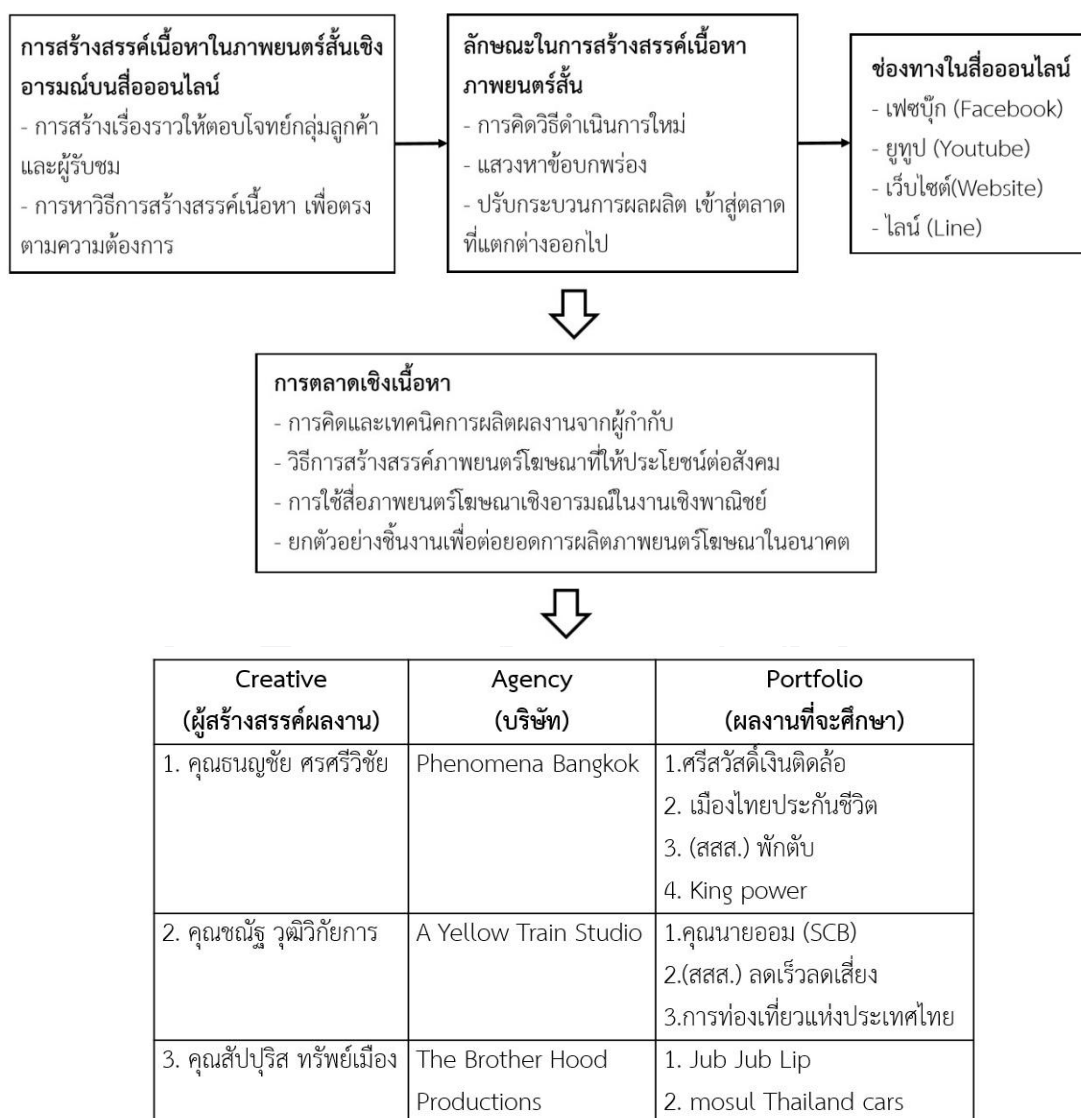 การสร้างสรรค์เนื้อหาในภาพยนตร์สั้นเชิง
อารมณ์บนสื่อออนไลน์
- การสร้างเรื่องราวให้ตอบโจทย์กลุ่มลูกค้า
และผู้รับชม
- การหาวิธีการสร้างสรรค์เนื้อหา เพื่อตรง
ตามความต้องการ
ลักษณะในการสร้างสรรค์เนื้อหา
ภาพยนตร์สั้น
- การคิดวิธีดำเนินการใหม่
- แสวงหาข้อบกพร่อง
- ปรับกระบวนการผลผลิต เข้าสู่ตลาด
ที่แตกต่างออกไป
ช่องทางในสื่อออนไลน์
- เฟซบุ๊ก (Facebook)
- ยูทูป (Youtube)
- เว็บไซต์(Website)
- ไลน์ (Line)
การตลาดเชิงเนื้อหา
- การคิดและเทคนิคการผลิตผลงานจากผู้กำกับ
- วิธีการสร้างสรรค์ภาพยนตร์โฆษณาที่ให้ประโยชน์ต่อสังคม
- การใช้สื่อภาพยนตร์โฆษณาเชิงอารมณ์ในงานเชิงพาณิชย์
- ยกตัวอย่างชิ้นงานเพื่อต่อยอดการผลิตภาพยนตร์โฆษณาในอนาคต
Creative
(ผู้สร้างสรรค์ผลงาน)
Agency
(บริษัท)
Portfolio
(ผลงานที่จะศึกษา)
1. คุณธนญชัย ศรศรีวิชัย
Phenomena Bangkok
1.ศรีสวัสดิ์เงินติดล้อ
2. เมืองไทยประกันชีวิต
3. (สสส.) พักตับ
4. King power
2. คุณชณัฐ วุฒิวิกัยการ
A Yellow Train Studio
1.คุณนายออม (SCB)
2.(สสส.) ลดเร็วลดเสี่ยง
3.การท่องเที่ยวแห่งประเทศไทย
3. คุณสัปปุริส ทรัพย์เมือง
The Brother Hood
Productions
1. Jub Jub Lip
2. mosul Thailand cars